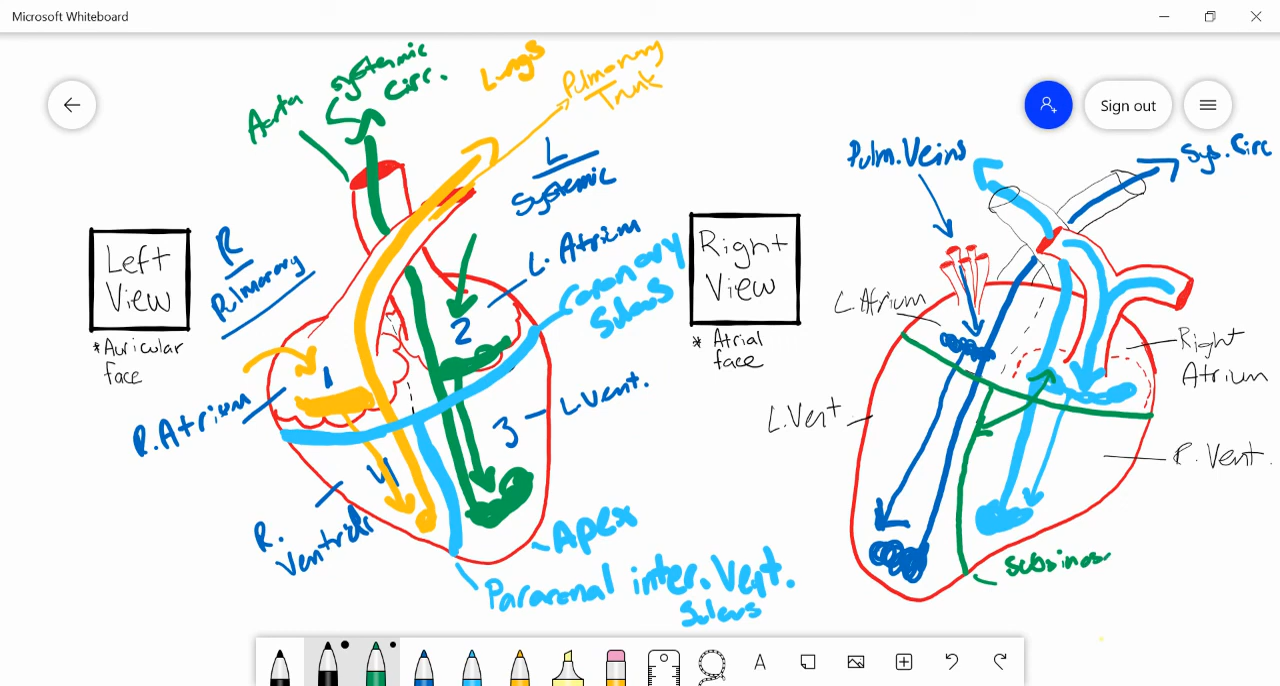 Microsoft Whiteboard
Sign out
Aorta
systemic
Circ.
Lungs
Pulmonary
Trunk
L
Systemic
R
Pulmonary
Left
View
*Auricular
face
L. Atrium
Coronary
Sulcus
R. Atrium
1
2
3
4
L Vent.
R.
Ventricle
Apex
Paraconal inter. Vent.
Sulcus
Right
View
* Atrial
face
Pulm. Veins
Sys. Circ
L. Atrium
Right
Atrium
L. Vert
R. Vent.
A